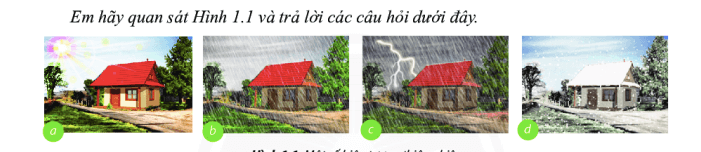 Em hãy quan sát Hình 1.1 và trả lời các câu hỏi dưới đây.
a b c d